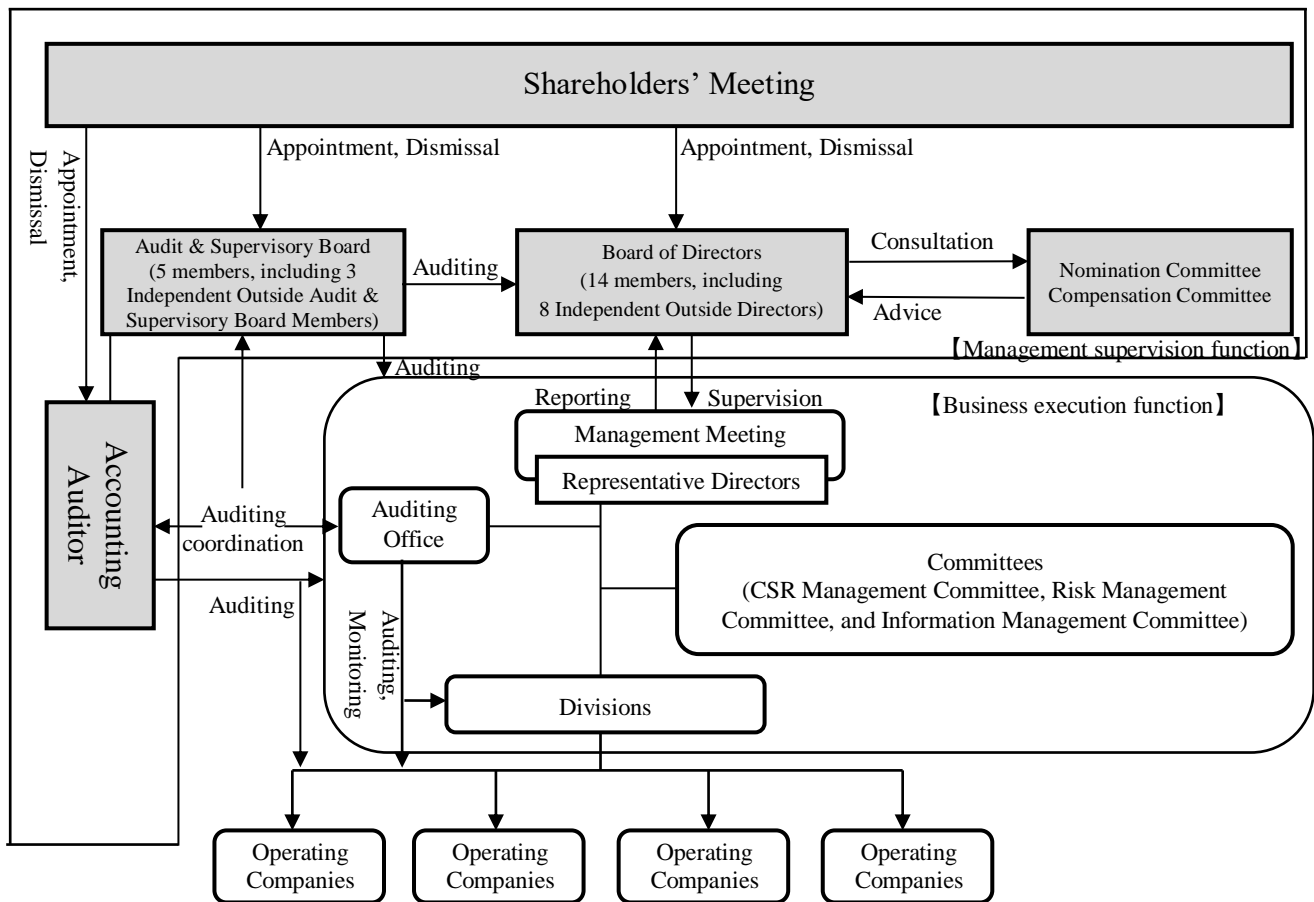 Shareholders’ Meeting
Appointment,
Dismissal
Appointment, Dismissal
Appointment, Dismissal
Audit & Supervisory Board
(5 members, including 3
Independent Outside Audit &
Supervisory Board Members)
Auditing
Board of Directors
(14 members, including
8 Independent Outside Directors)
Consultation
Advice
Nomination Committee
Compensation Committee
【Management supervision function】
Auditing
Reporting
Supervision
【Business execution function】
Management Meeting
Representative Directors
Accounting
Auditor
Auditing
coordination
Auditing
Office
Auditing
Committees
(CSR Management Committee, Risk Management
Committee, and Information Management Committee)
Auditing,
Monitoring
Divisions
Operating
Companies
Operating
Companies
Operating
Companies
Operating
Companies